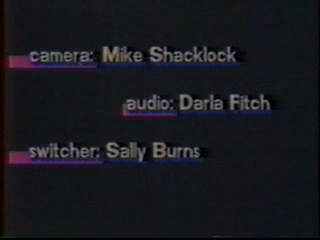 camera: Mike Shacklock
audio: Darla Fitch
switcher: Sally Burns